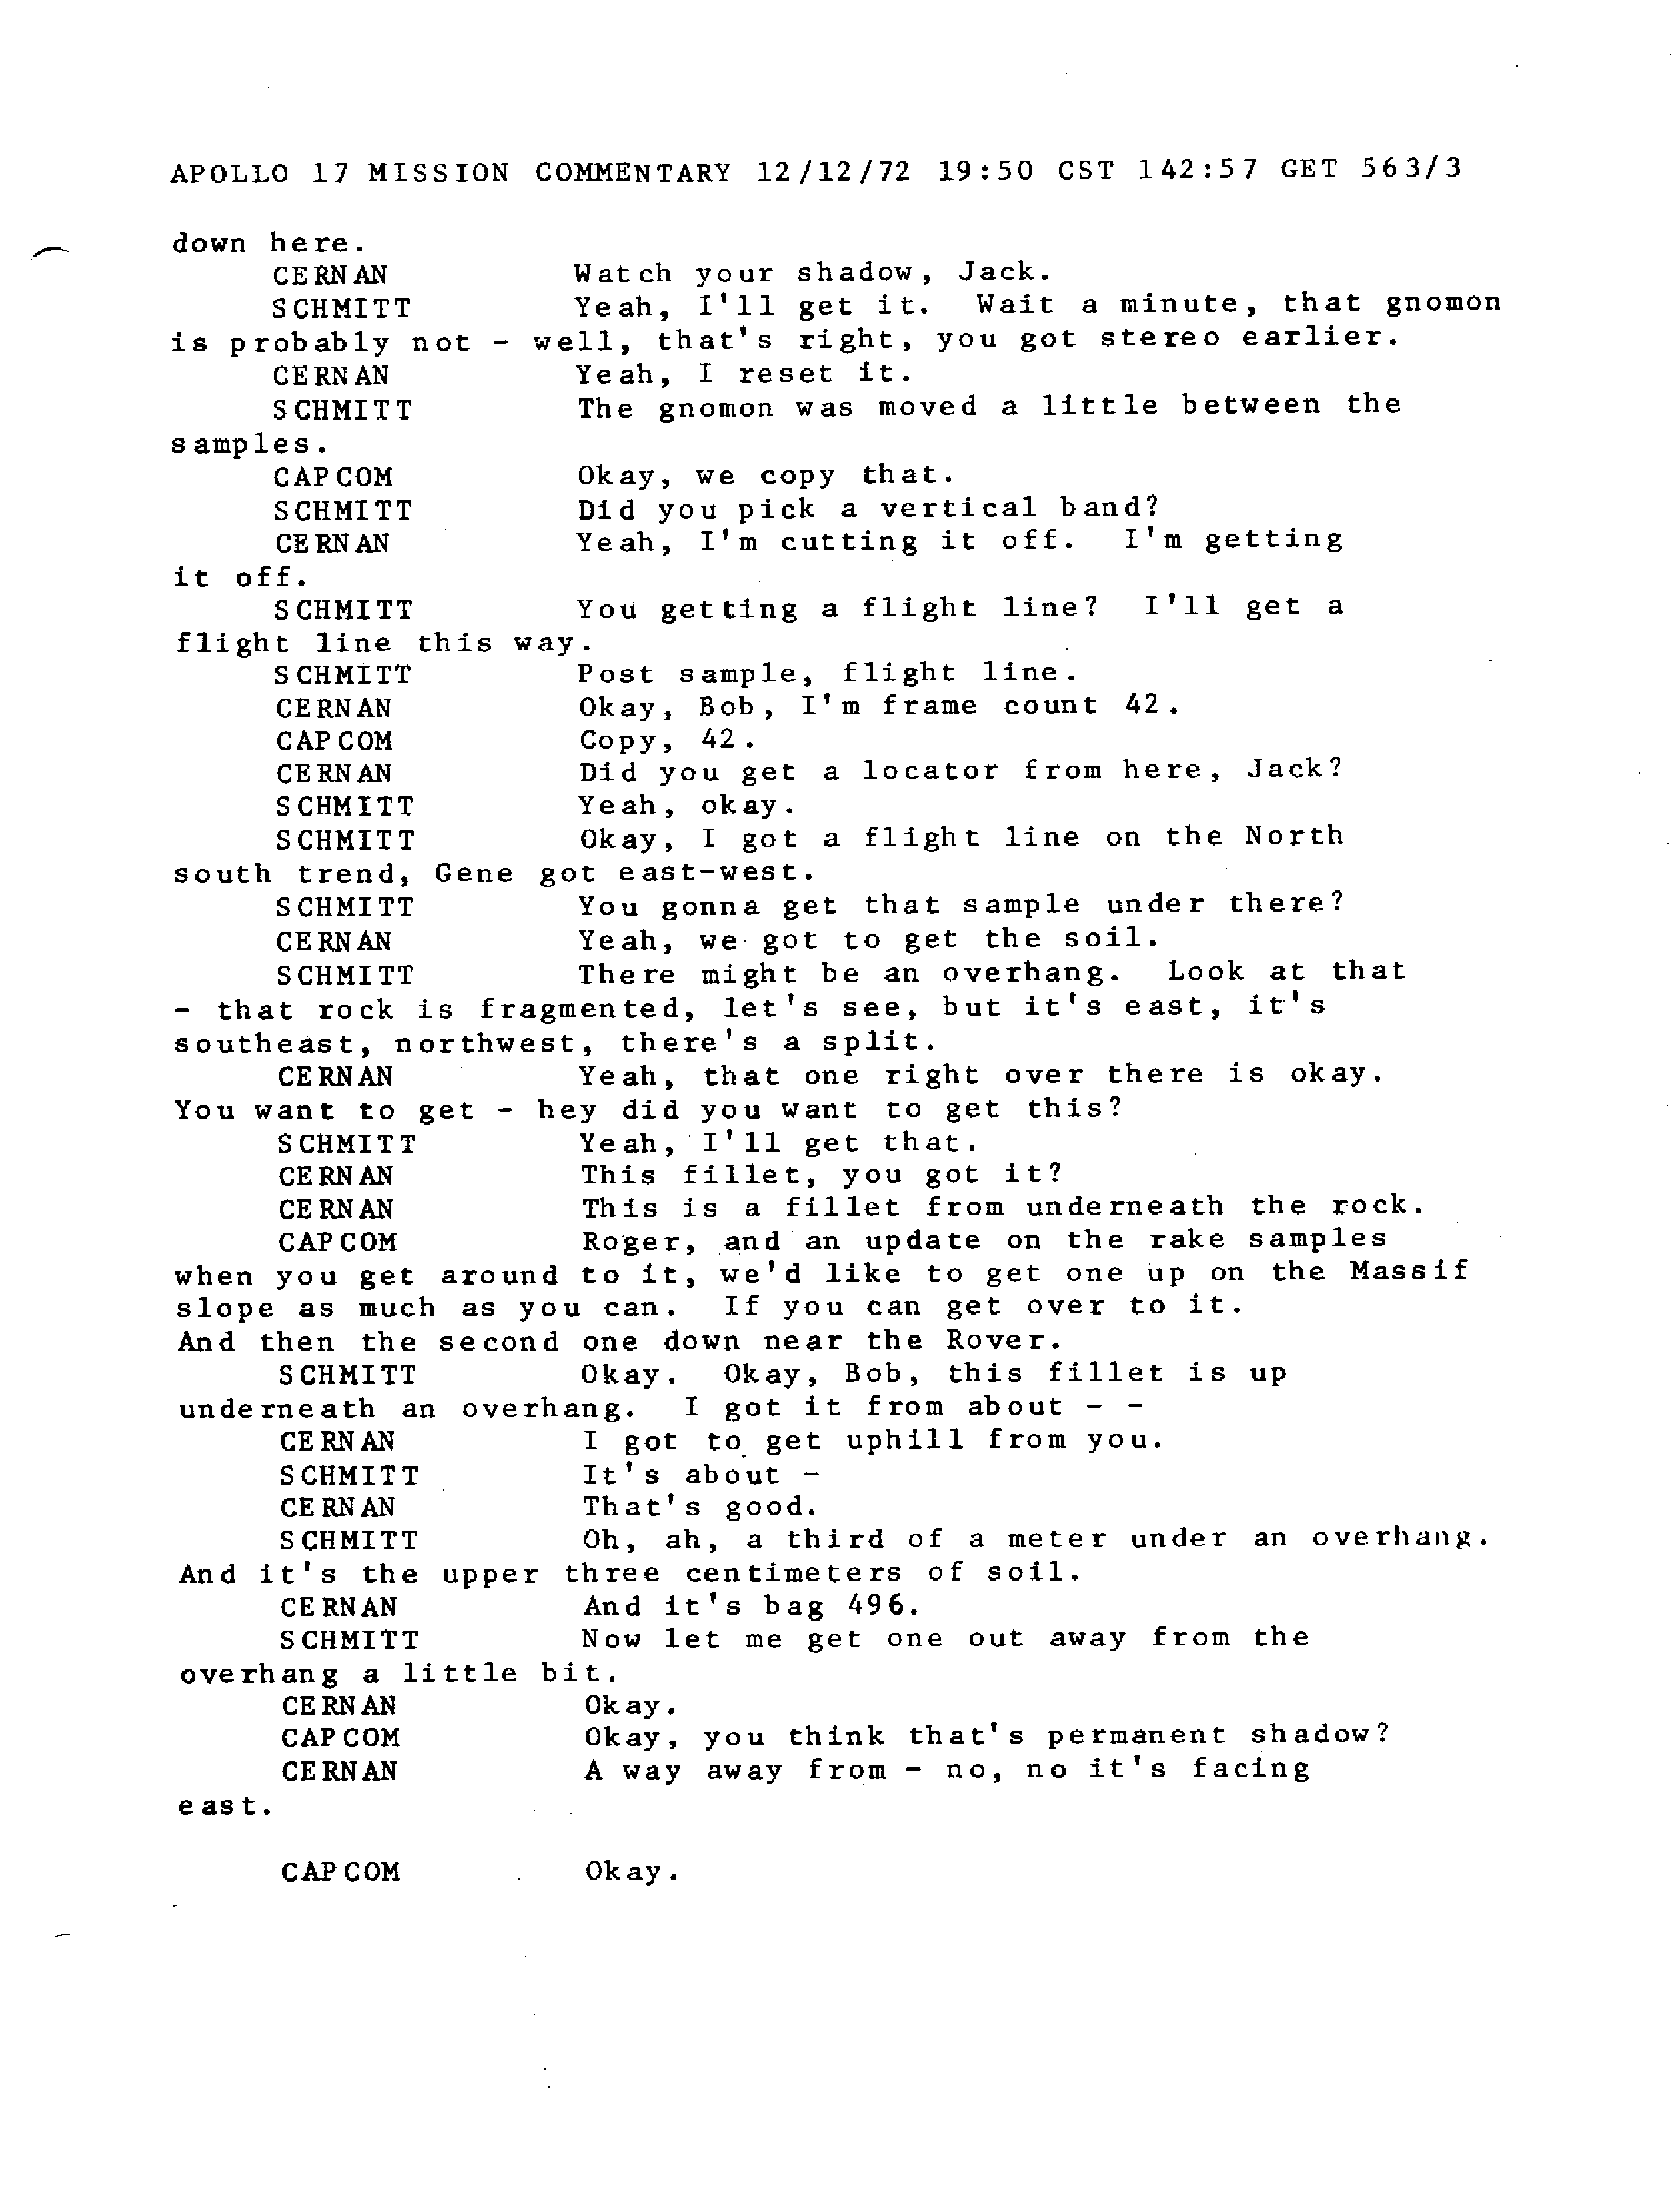 APOLLO 17 MISSION COMMENTARY 12/12/72 19:50 CST 142:57 GET 563/3
down here.
CERNAN Watch your shadow, Jack.
SCHMITT Yeah, I'll get it. Wait a minute, that gnomon
is probably not - well, that's right, you got stereo earlier.
CERNAN Yeah, I reset it.
SCHMITT The gnomon was moved a little between the
samples.
CAPCOM Okay, we copy that.
SCHMITT Did you pick a vertical band?
CERNAN Yeah, I'm cutting it off. I'm getting
it off.
SCHMITT You getting a flight line? I'll get a
flight line this way.
SCHMITT Post sample, flight line.
CERNAN Okay, Bob, I'm frame count 42.
CAPCOM Copy, 42.
CERNAN Did you get a locator from here, Jack?
SCHMITT Yeah, okay.
SCHMITT Okay, I got a flight line on the North
south trend, Gene got east-west.
SCHMITT You gonna get that sample under there?
CERNAN Yeah, we got to get the soil.
SCHMITT There might be an overhang. Look at that
- that rock is fragmented, let's see, but it's east, it's
southeast, northwest, there's a split.
CERNAN Yeah, that one right over there is okay.
You want to get - hey did you want to get this?
SCHMITT Yeah, I'll get that.
CERNAN This fillet, you got it?
CERNAN This is a fillet from underneath the rock.
CAPCOM Roger, and an update on the rake samples
when you get around to it, we'd like to get one up on the Massif
slope as much as you can. If you can get over to it.
And then the second one down near the Rover.
SCHMITT Okay. Okay, Bob, this fillet is up
underneath an overhang. I got it from about - -
CERNAN I got to get uphill from you.
SCHMITT It's about -
CERNAN That's good.
SCHMITT Oh, ah, a third of a meter under an overhang.
And it's the upper three centimeters of soil.
CERNAN And it's bag 496.
SCHMITT Now let me get one out away from the
overhang a little bit.
CERNAN Okay.
CAPCOM Okay, you think that's permanent shadow?
CERNAN A way away from - no, no it's facing
east.
CAPCOM Okay.